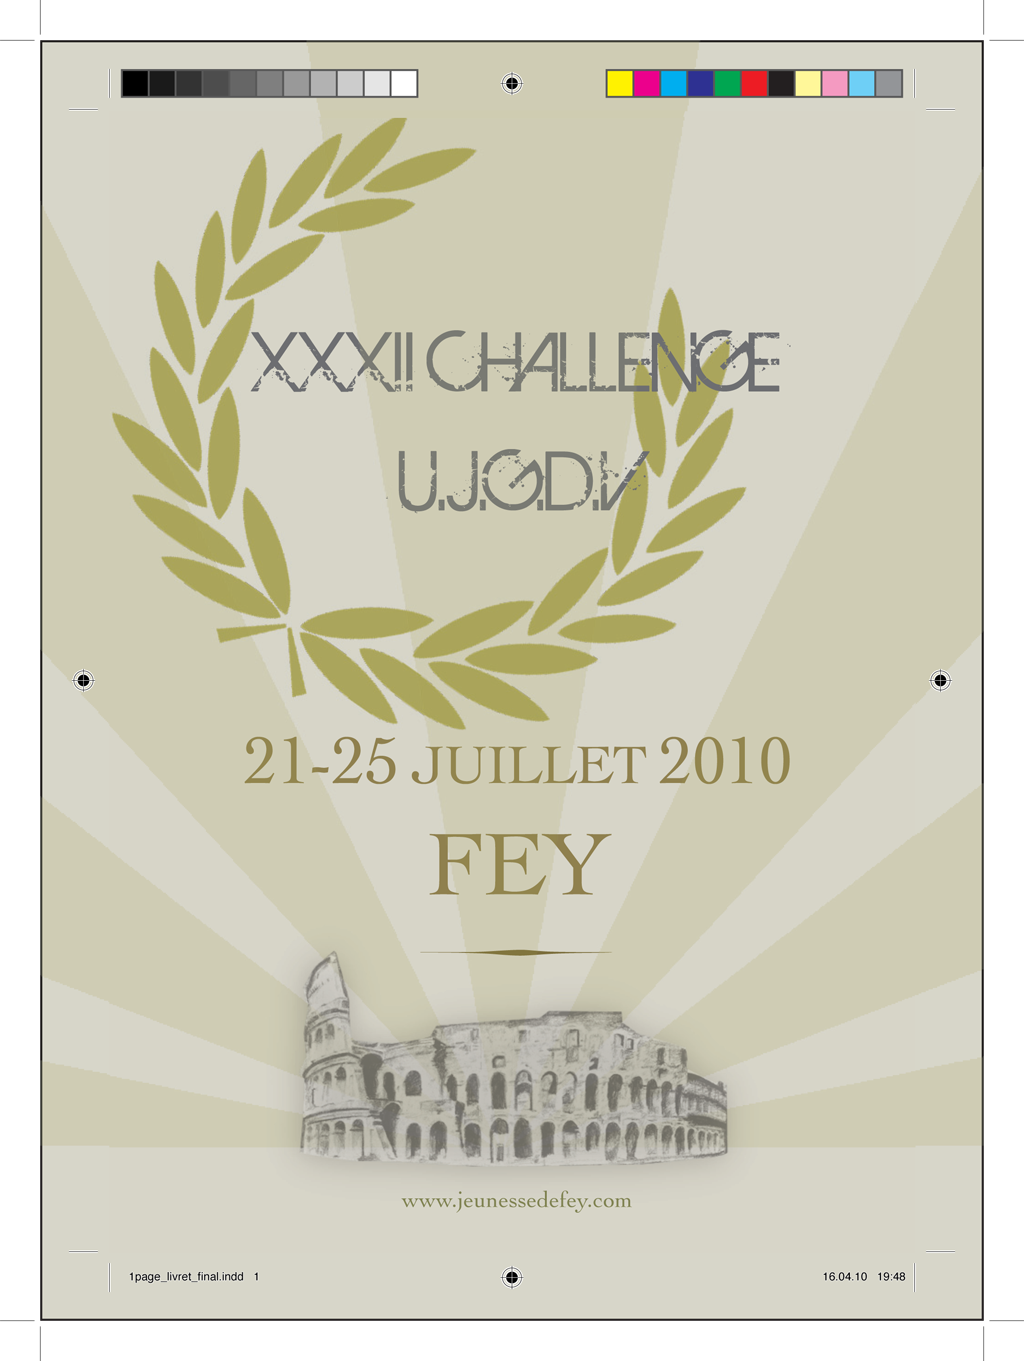 XXXII CHALLENGE
U.J.G.D.V
21-25 JUILLET 2010
FEY
www.jeunessedefey.com
1page_livret_final.indd 1
16.04.10 19:48